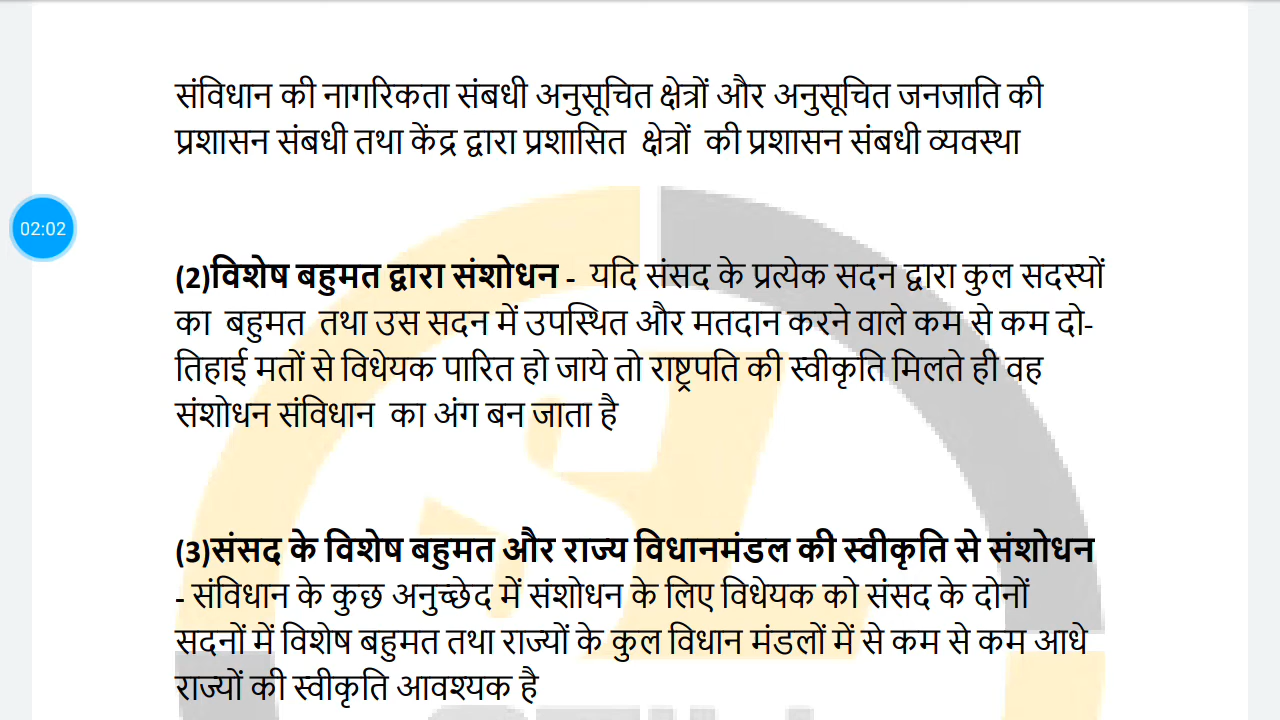 संविधान की नागरिकता संबधी अनुसूचित क्षेत्रों और अनुसूचित जनजाति की
प्रशासन संबधी तथा केंद्र द्वारा प्रशासित क्षेत्रों की प्रशासन संबधी व्यवस्था
02:02
(2)विशेष बहुमत द्वारा संशोधन - यदि संसद के प्रत्येक सदन द्वारा कुल सदस्यों
का बहुमत तथा उस सदन में उपस्थित और मतदान करने वाले कम से कम दो-
तिहाई मतों से विधेयक पारित हो जाये तो राष्ट्रपति की स्वीकृति मिलते ही वह
संशोधन संविधान का अंग बन जाता है
(3)संसद के विशेष बहुमत और राज्य विधानमंडल की स्वीकृति से संशोधन
- संविधान के कुछ अनुच्छेद में संशोधन के लिए विधेयक को संसद के दोनों
सदनों में विशेष बहुमत तथा राज्यों के कुल विधान मंडलों में से कम से कम आधे
राज्यों की स्वीकृति आवश्यक है